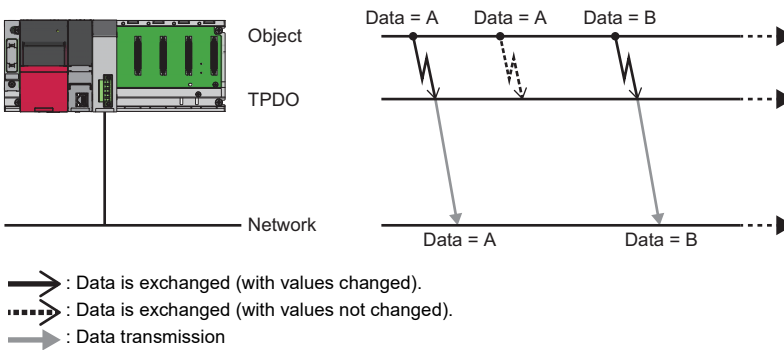 Data = A Data = A Data = B
Object
TPDO
Network
Data = A Data = B
: Data is exchanged (with values changed).
: Data is exchanged (with values not changed).
: Data transmission